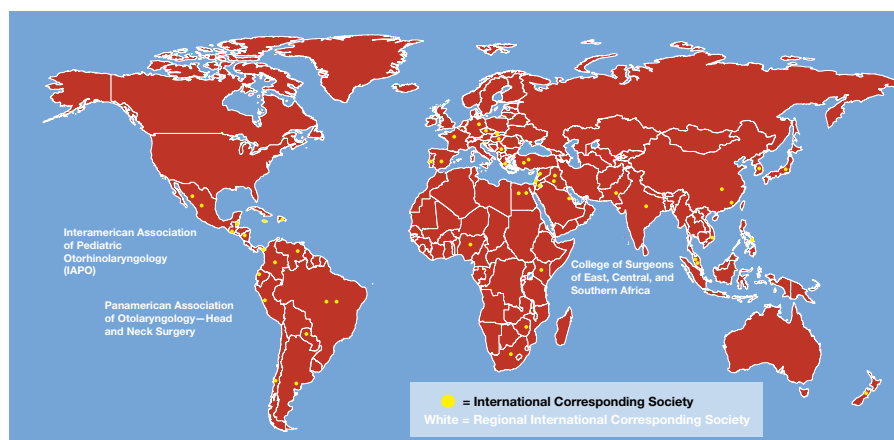 Interamerican Association
of Pediatric
Otorhinolaryngology
(IAPO)
Panamerican Association
of Otolaryngology—Head
and Neck Surgery
College of Surgeons
of East, Central, and
Southern Africa
= International Corresponding Society
White = Regional International Corresponding Society